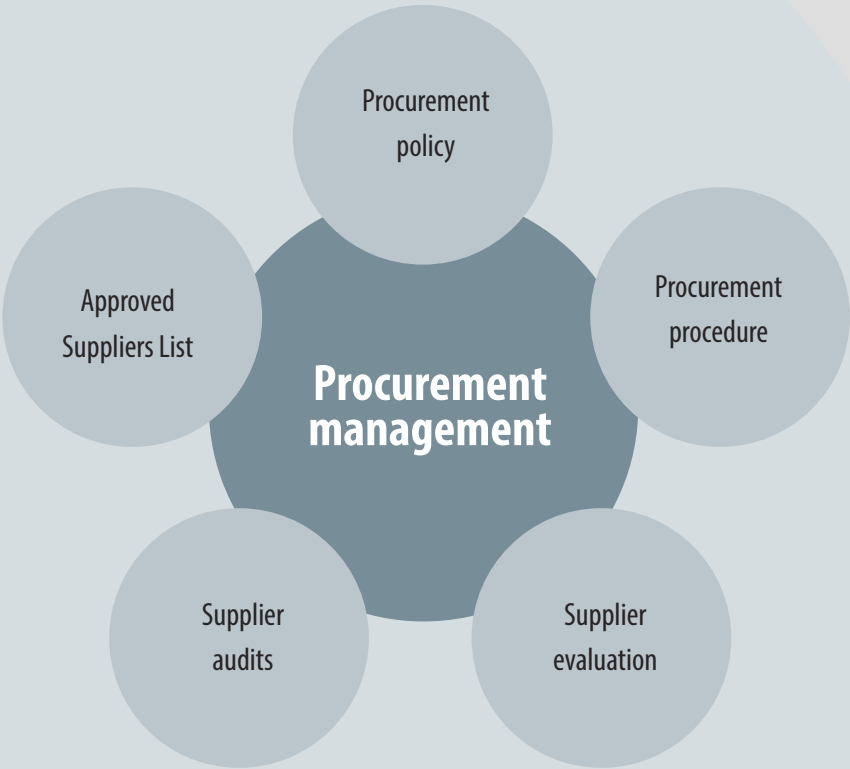 Procurement
policy
Procurement
procedure
Supplier
evaluation
Supplier
audits
Approved
Suppliers List
Procurement
management